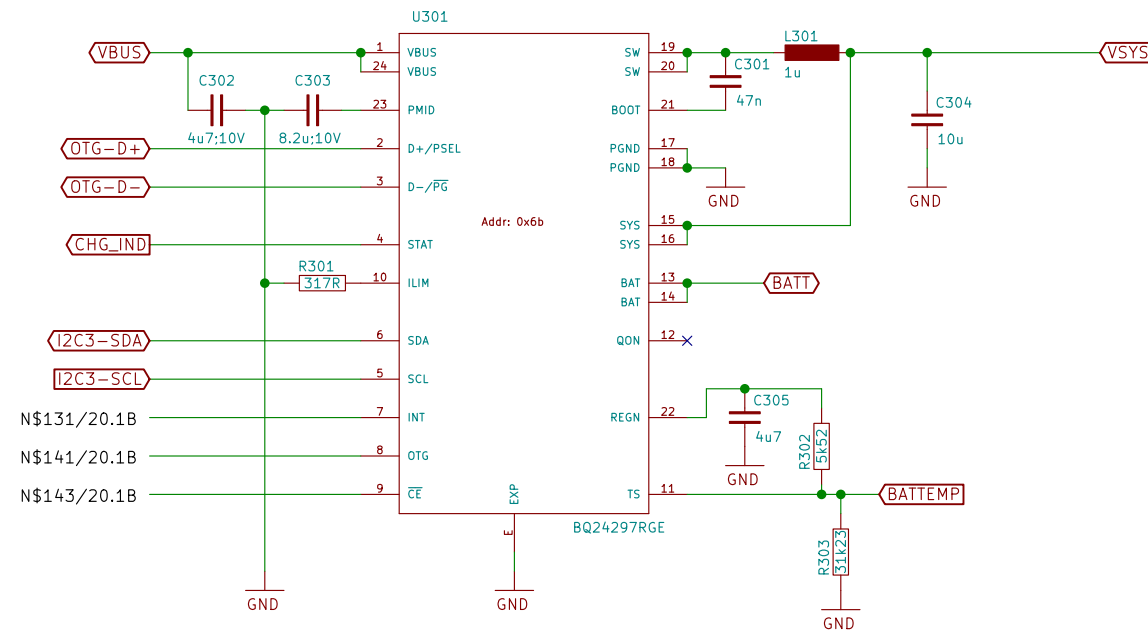 U301
VBUS
1
VBUS
24
VBUS
C302
4u7;10V
C303
8.2u;10V
23
PMID
OTG-D+
2
D+/PSEL
OTG-D-
3
D-/PG
CHG_IND
4
STAT
R301
317R
10
ILIM
I2C3-SDA
6
SDA
I2C3-SCL
5
SCL
N$131/20.1B
7
INT
N$141/20.1B
8
OTG
N$143/20.1B
9
CE
GND
Addr: 0x6b
EXP
E
GND
BQ24297RGE
SW
19
SW
20
C301
47n
L301
1u
VSYS
BOOT
21
C304
10u
GND
PGND
17
PGND
18
GND
SYS
15
SYS
16
BAT
13
BAT
14
BATT
QON
12
REGN
22
C305
4u7
GND
R302
5k52
TS
11
BATTEMP
R303
31k23
GND